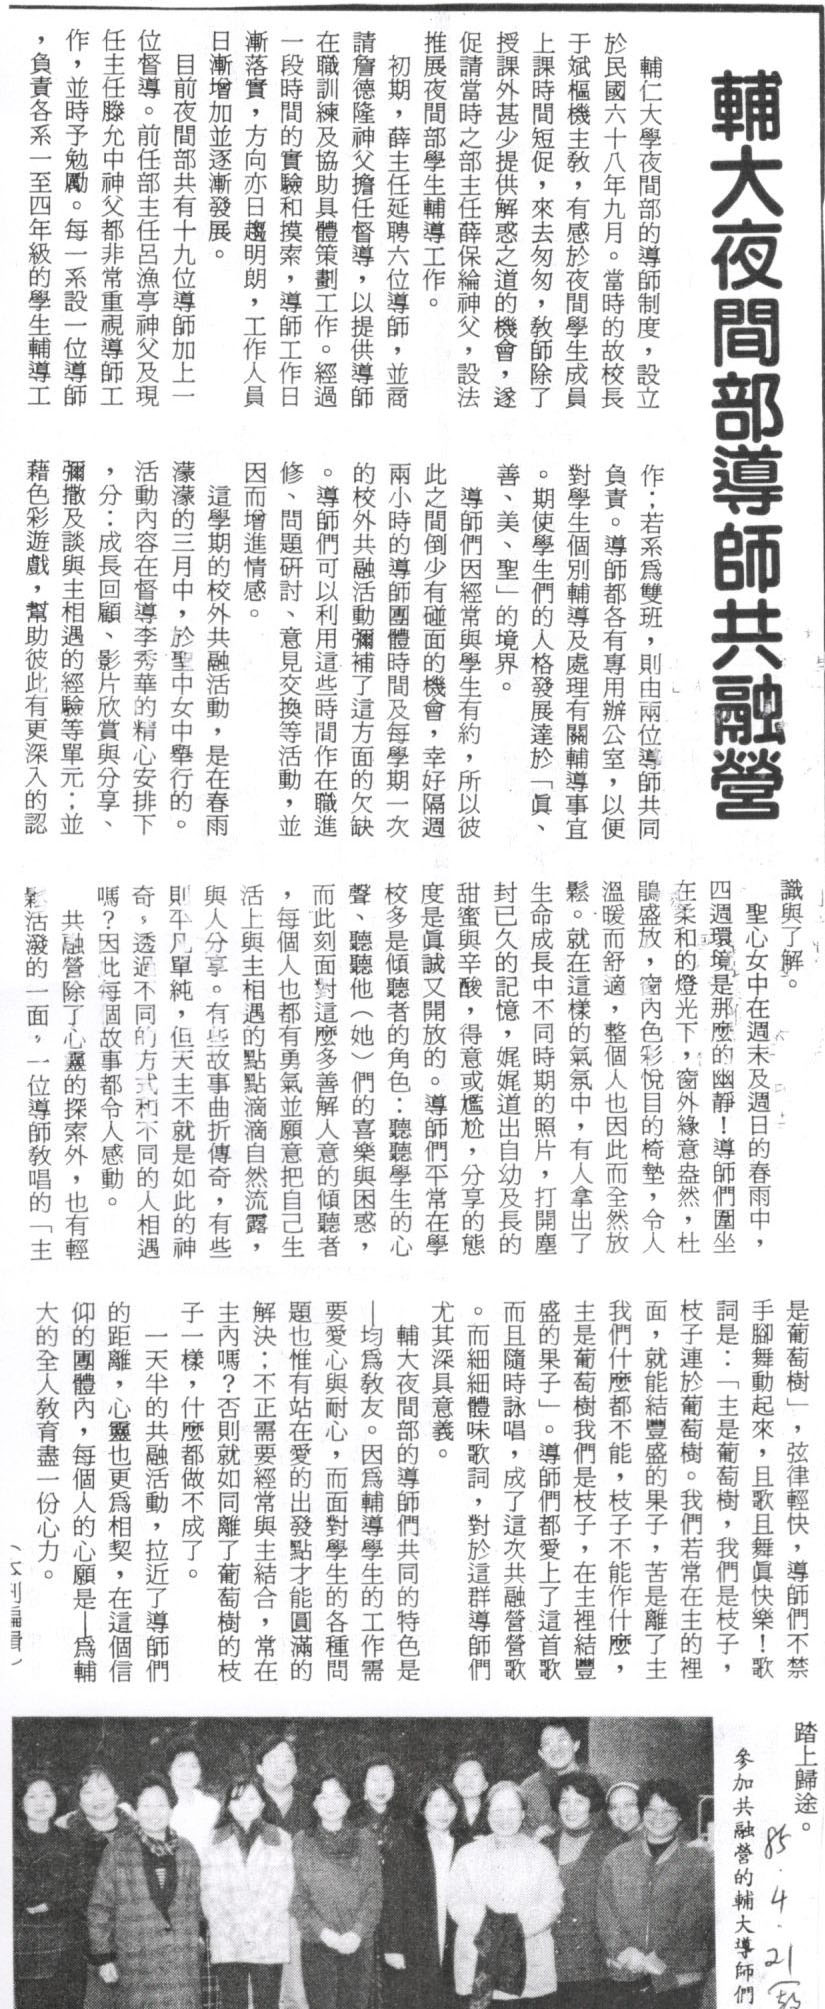 輔大夜間部導師共融營
輔仁大學夜間部的導師制度，設立
於民國六十八年九月。當時的故校長
于斌樞機主教，有感於夜間學生成員
上課時間短促，來去匆匆，教師除了
授課外甚少提供解惑之道的機會，遂
促請當時之部主任薛保綸神父，設法
推展夜間部學生輔導工作。
初期，薛主任延聘六位導師，並商
請詹德隆神父擔任督導，以提供導師
在職訓練及協助具體策劃工作。經過
一段時間的實驗和摸索，導師工作日
漸落實，方向亦日趨明朗，工作人員
日漸增加並逐漸發展。
目前夜間部共有十九位導師加上一
位督導。前任部主任呂漁亭神父及現
任主任滕允中神父都非常重視導師工
作，並時予勉勵。每一系設一位導師
，負責各系一至四年級的學生輔導工
作；若系爲雙班，則由兩位導師共同
負責。導師都各有專用辦公室，以便
對學生個別輔導及處理有關輔導事宜
。期使學生們的人格發展達於「眞、
善、美、聖」的境界。
導師們因經常與學生有約，所以彼
此之間倒少有碰面的機會，幸好隔週
兩小時的導師團體時間及每學期一次
的校外共融活動彌補了這方面的欠缺
。導師們可以利用這些時間作在職進
修、問題研討、意見交換等活動，並
因而增進情感。
這學期的校外共融活動，是在春雨
濛濛的三月中，於聖中女中舉行的。
活動內容在督導李秀華的精心安排下
，分：成長回顧、影片欣賞與分享、
彌撒及談與主相遇的經驗等單元；並
藉色彩遊戲，幫助彼此有更深入的認
識與了解。
聖心女中在週末及週日的春雨中，
四週環境是那麼的幽靜！導師們圍坐
在柔和的燈光下，窗外綠意盎然，杜
鵑盛放，窗內色彩悅目的椅墊，令人
溫暖而舒適，整個人也因此而全然放
鬆。就在這樣的氣氛中，有人拿出了
生命成長中不同時期的照片，打開塵
封已久的記憶，娓娓道出自幼及長的
甜蜜與辛酸，得意或尷尬，分享的態
度是眞誠又開放的。導師們平常在學
校多是傾聽者的角色：聽聽學生的心
聲、聽聽他（她）們的喜樂與困惑，
而此刻面對這麼多善解人意的傾聽者
，每個人也都有勇氣並願意把自己生
活上與主相遇的點點滴滴自然流露，
與人分享。有些故事曲折傳奇，有些
則平凡單純，但天主不就是如此的神
奇，透過不同的方式和不同的人相遇
嗎？因此每個故事都令人感動。
共融營除了心靈的探索外，也有輕
鬆活潑的一面，一位導師教唱的「主
是葡萄樹」，弦律輕快，導師們不禁
手腳舞動起來，且歌且舞眞快樂！歌
詞是：「主是葡萄樹，我們是枝子，
枝子連於葡萄樹。我們若常在主的裡
面，就能結豐盛的果子，苦是離了主
我們什麼都不能，枝子不能作什麼，
主是葡萄樹我們是枝子，在主裡結豐
盛的果子」。導師們都愛上了這首歌
而且隨時詠唱，成了這次共融營營歌
。而細細體味歌詞，對於這群導師們
尤其深具意義。
輔大夜間部的導師們共同的特色是
—均爲教友。因爲輔導學生的工作需
要愛心與耐心，而面對學生的各種問
題也惟有站在愛的出發點才能圓滿的
解決；不正需要經常與主結合，常在
主內嗎？否則就如同離了葡萄樹的枝
子一樣，什麼都做不成了。
一天半的共融活動，拉近了導師們
的距離，心靈也更爲相契，在這個信
仰的團體內，每個人的心願是—爲輔
大的全人教育盡一份心力。
踏上歸途。
參加共融營的輔大導師們
85.4.21